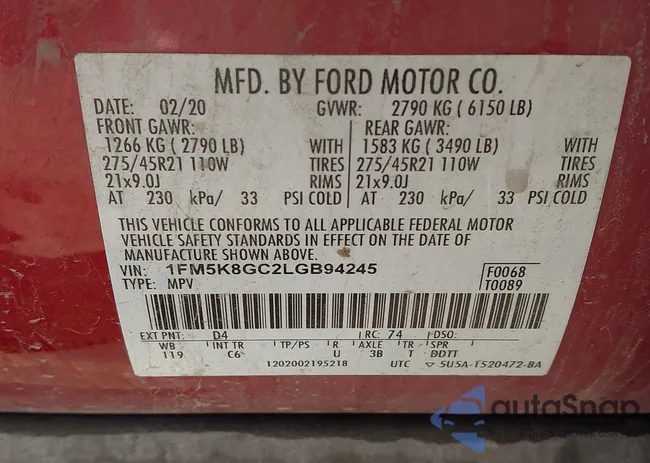 MFD. BY FORD MOTOR CO.
DATE: 02/20 GVWR: 2790 KG ( 6150 LB)
FRONT GAWR: REAR GAWR:
1266 KG ( 2790 LB) WITH 1583 KG ( 3490 LB) WITH
275/45R21 110W TIRES 275/45R21 110W TIRES
21x9.0J RIMS 21x9.0J RIMS
AT 230 kPa/ 33 PSI COLD AT 230 kPa/ 33 PSI COLD
THIS VEHICLE CONFORMS TO ALL APPLICABLE FEDERAL MOTOR
VEHICLE SAFETY STANDARDS IN EFFECT ON THE DATE OF
MANUFACTURE SHOWN ABOVE.
VIN: 1FM5K8GC2LGB94245 F0068
TYPE: MPV T0089
EXT PNT: D4 RC: 74 DSO:
WB INT TR TP/PS R AXLE TR SPR
119 C6 U 3B T DDTT
1202002195218 UTC ▽ 5U5A-1520472-BA
autoSnap